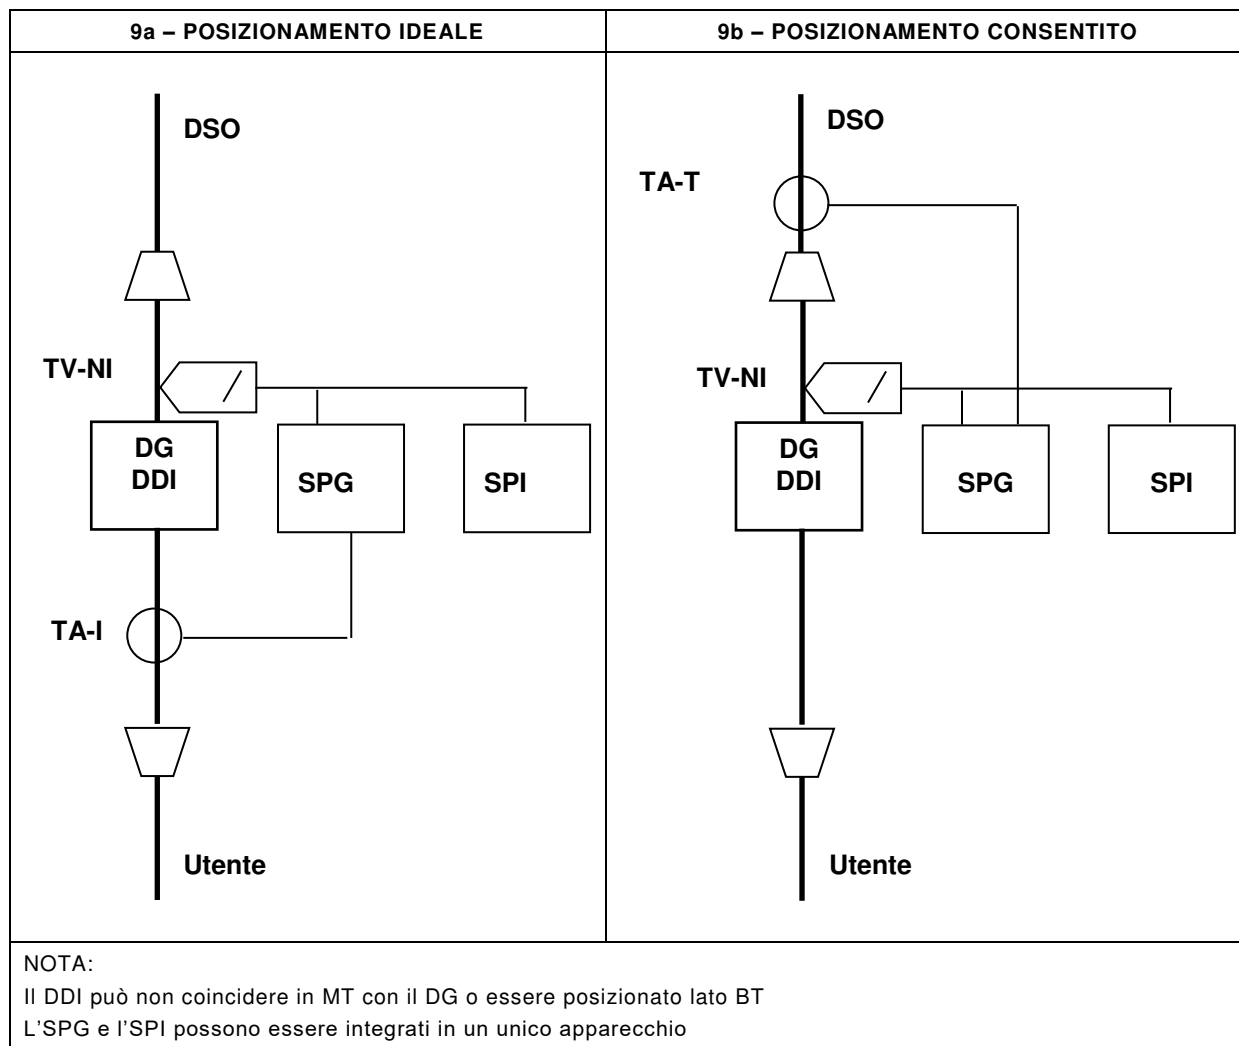 9a – POSIZIONAMENTO IDEALE
DSO
TV-NI
DG
DDI
SPG
SPI
TA-I
Utente
9b – POSIZIONAMENTO CONSENTITO
DSO
TA-T
TV-NI
DG
DDI
SPG
SPI
Utente
NOTA:
Il DDI può non coincidere in MT con il DG o essere posizionato lato BT
L'SPG e l'SPI possono essere integrati in un unico apparecchio